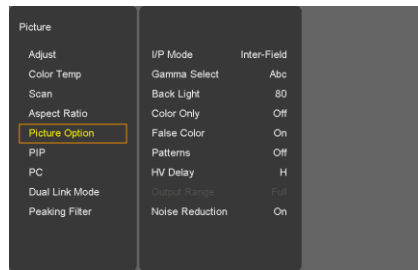 Picture
Adjust
Color Temp
Scan
Aspect Ratio
Picture Option
PIP
PC
Dual Link Mode
Peaking Filter
I/P Mode Inter-Field
Gamma Select Abc
Back Light 80
Color Only Off
False Color On
Patterns Off
HV Delay H
Output Range Full
Noise Reduction On